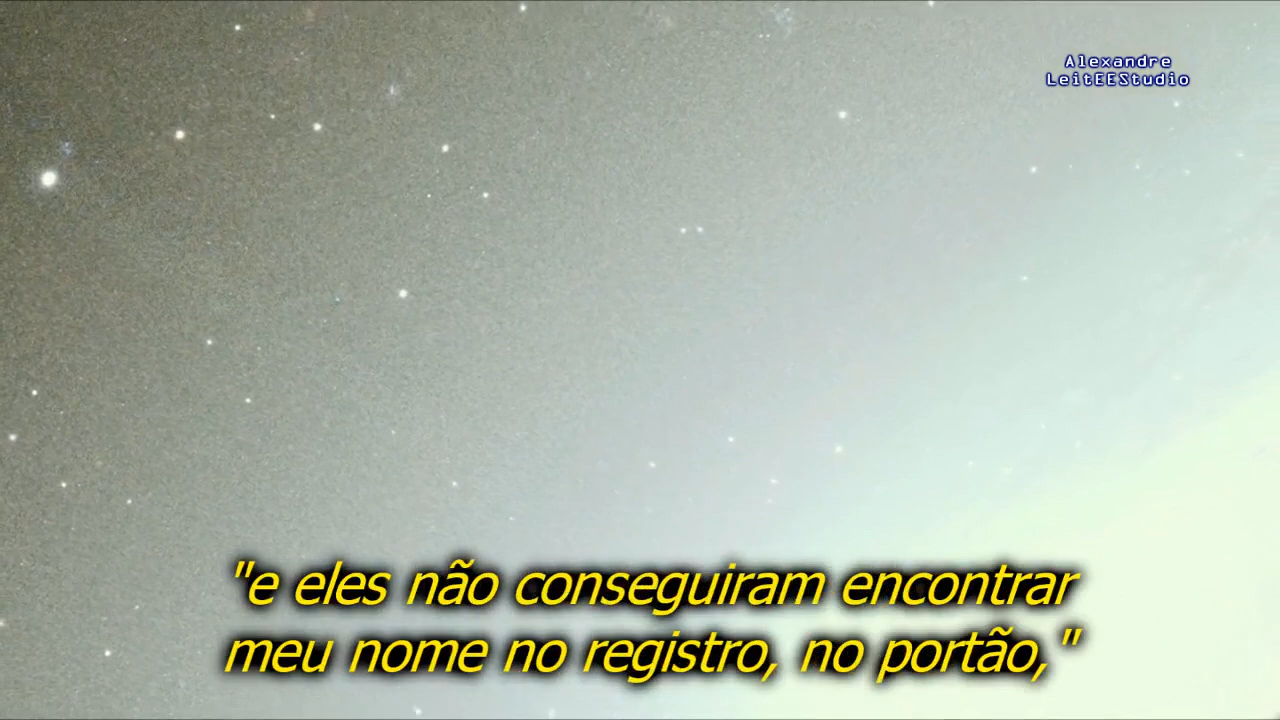 Alexandre
LeitEEStudio
"e eles não conseguiram encontrar
meu nome no registro, no portão,"